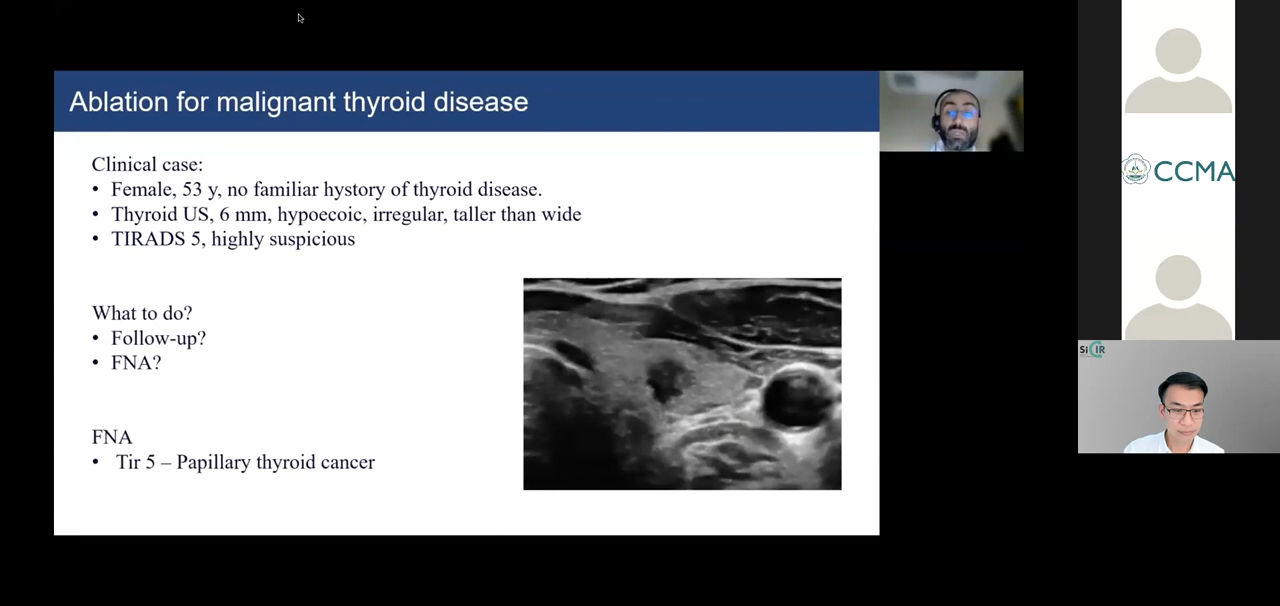 Ablation for malignant thyroid disease
Clinical case:
• Female, 53 y, no familiar hystory of thyroid disease.
• Thyroid US, 6 mm, hypoecoic, irregular, taller than wide
• TIRADS 5, highly suspicious
What to do?
• Follow-up?
• FNA?
FNA
• Tir 5 – Papillary thyroid cancer
CCMA
SiCIR